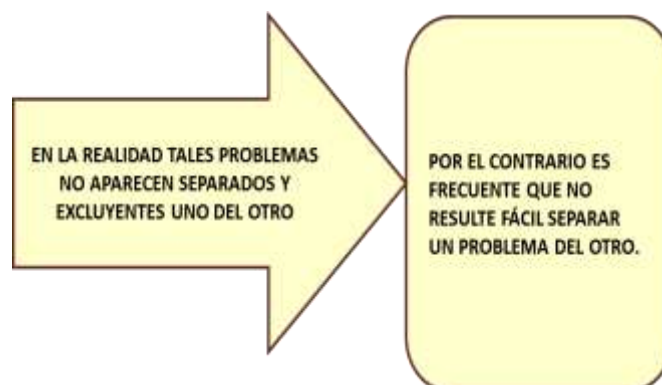 EN LA REALIDAD TALES PROBLEMAS
NO APARECEN SEPARADOS Y
EXCLUYENTES UNO DEL OTRO
POR EL CONTRARIO ES
FRECUENTE QUE NO
RESULTE FÁCIL SEPARAR
UN PROBLEMA DEL OTRO.